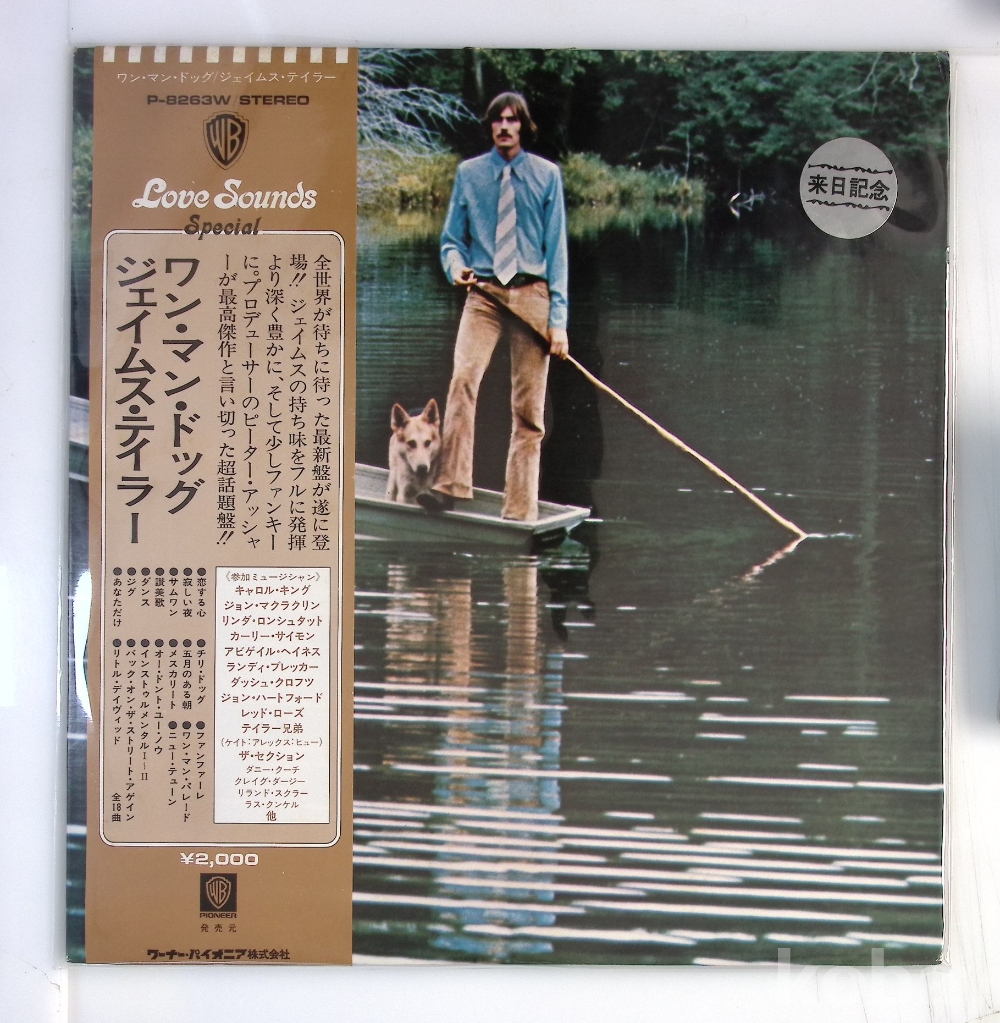 ワン・マン・ドッグ/ジェイムス・テイラー
P-8263W/STEREO
WB
Love Sounds
Special
ワン・マン・ドッグ
ジェイムス・テイラー
全世界が待ちに待った最新盤が遂に登
場!! ジェイムスの持ち味をフルに発揮
より深く豊かに、そして少しファンキー
に。プロデューサーのピーター・アッシャ
ーが最高傑作と言い切った超話題盤!!
《参加ミュージシャン》
キャロル・キング
ジョン・マクラクリン
リンダ・ロンシュタット
カーリー・サイモン
アビゲイル・ヘイネス
ランディ・ブレッカー
ダッシュ・クロフツ
ジョン・ハートフォード
レッド・ローズ
テイラー兄弟
(ケイト:アレックス:ヒュー)
ザ・セクション
ダニー・クーチ
クレイグ・ダージー
リランド・スクラー
ラス・クンケル
他
●恋する心 ●チリ・ドッグ ●ファンファーレ
●寂しい夜 ●五月のある朝 ●ワン・マン・パレード
●サムワン ●メスカリート ●ニュー・テューン
●讃美歌 ●オー・ドント・ユー・ノウ
●ダンス ●インストゥルメンタルI~II
●ジグ ●バック・オン・ザ・ストリート・アゲイン
●あなただけ ●リトル・デイヴィッド 全18曲
¥2,000
WB
PIONEER
発売元
ワーナー・パイオニア株式会社
来日記念